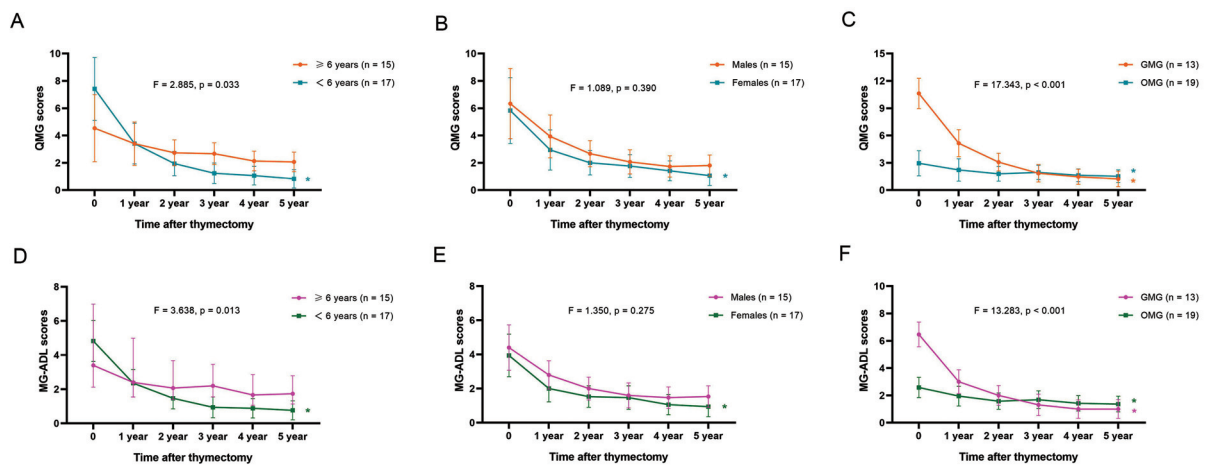 A
QMG scores
10
8
6
4
2
0
F = 2.885, p = 0.033
⩾ 6 years (n = 15)
< 6 years (n = 17)
*
0 1 year 2 year 3 year 4 year 5 year
Time after thymectomy
B
QMG scores
10
8
6
4
2
0
F = 1.089, p = 0.390
Males (n = 15)
Females (n = 17)
*
0 1 year 2 year 3 year 4 year 5 year
Time after thymectomy
C
QMG scores
15
12
9
6
3
0
F = 17.343, p < 0.001
GMG (n = 13)
OMG (n = 19)
*
*
0 1 year 2 year 3 year 4 year 5 year
Time after thymectomy
D
MG-ADL scores
8
6
4
2
0
F = 3.638, p = 0.013
⩾ 6 years (n = 15)
< 6 years (n = 17)
*
0 1 year 2 year 3 year 4 year 5 year
Time after thymectomy
E
MG-ADL scores
8
6
4
2
0
F = 1.350, p = 0.275
Males (n = 15)
Females (n = 17)
*
0 1 year 2 year 3 year 4 year 5 year
Time after thymectomy
F
MG-ADL scores
10
8
6
4
2
0
F = 13.283, p < 0.001
GMG (n = 13)
OMG (n = 19)
*
*
0 1 year 2 year 3 year 4 year 5 year
Time after thymectomy